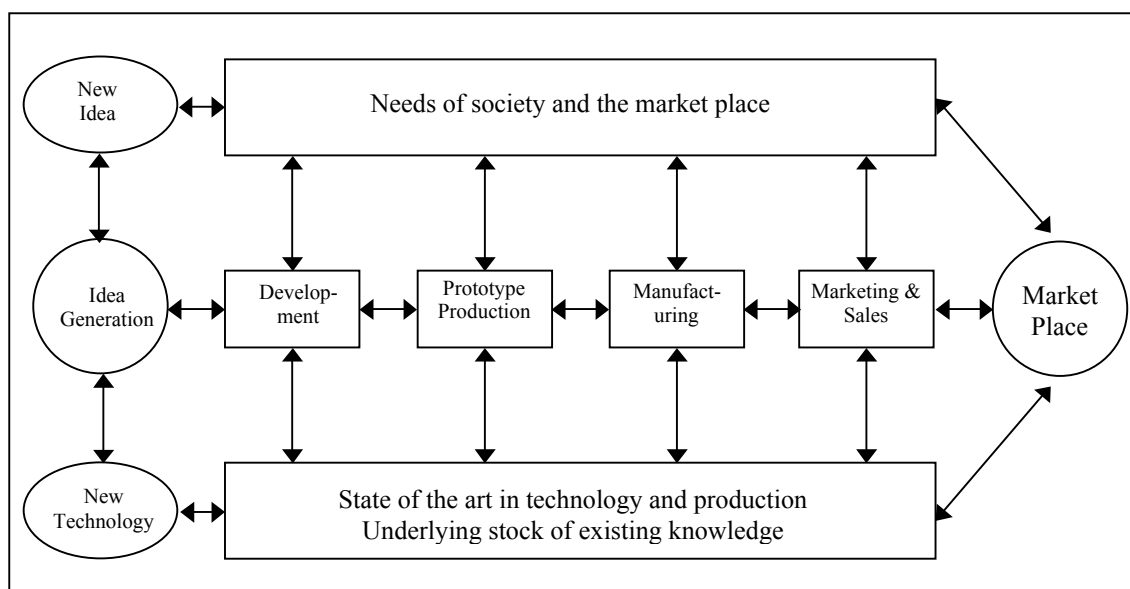 New
Idea
Needs of society and the market place
Idea
Generation
Develop-
ment
Prototype
Production
Manufact-
uring
Marketing &
Sales
Market
Place
New
Technology
State of the art in technology and production
Underlying stock of existing knowledge